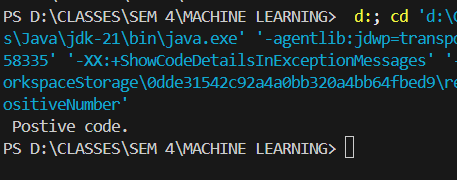 PS D:\CLASSES\SEM 4\MACHINE LEARNING>  d:; cd 'd:\
s\Java\jdk-21\bin\java.exe' '-agentlib:jdwp=transpo
58335' '-XX:+ShowCodeDetailsInExceptionMessages' '-
orkspaceStorage\0dde31542c92a4a0bb320a4bb64fbed9\re
ositiveNumber'
 Postive code.
PS D:\CLASSES\SEM 4\MACHINE LEARNING>